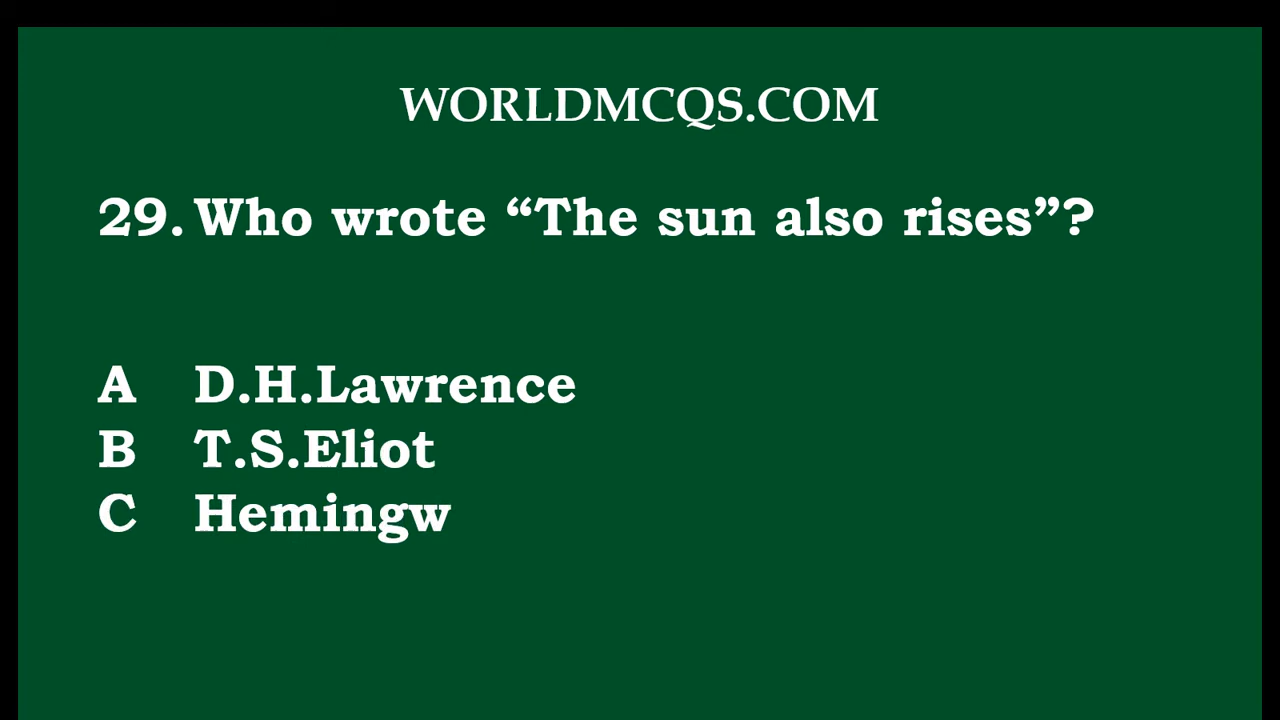 WORLDMCQS.COM
29. Who wrote “The sun also rises”?
A D.H.Lawrence
B T.S.Eliot
C Hemingw